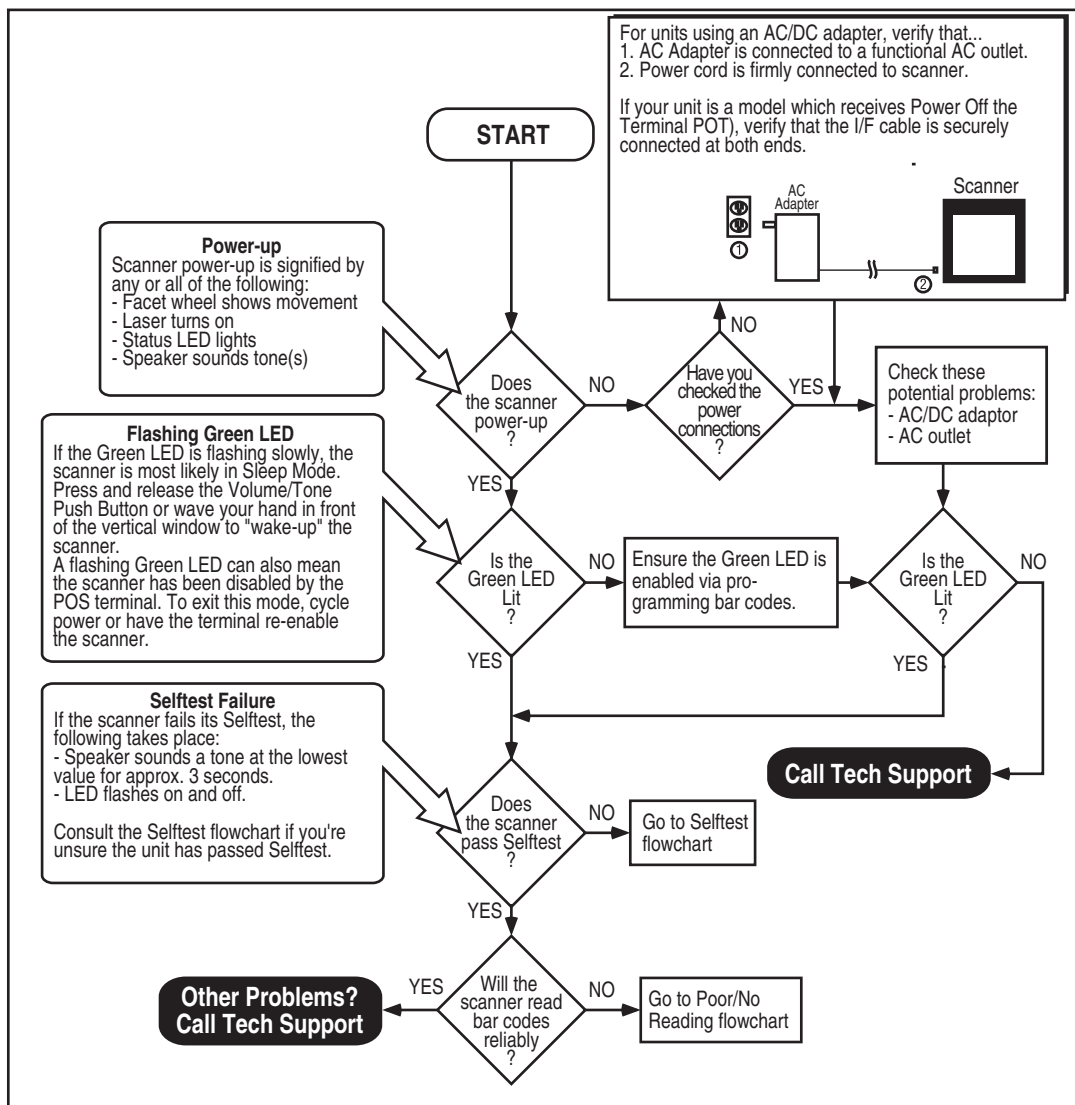 For units using an AC/DC adapter, verify that...
1. AC Adapter is connected to a functional AC outlet.
2. Power cord is firmly connected to scanner.
If your unit is a model which receives Power Off the
Terminal POT), verify that the I/F cable is securely
connected at both ends.
AC
Adapter
Scanner
1
2
START
Power-up
Scanner power-up is signified by
any or all of the following:
- Facet wheel shows movement
- Laser turns on
- Status LED lights
- Speaker sounds tone(s)
Does
the scanner
power-up
?
NO
Have you
checked the
power
connections
?
NO
YES
Check these
potential problems:
- AC/DC adaptor
- AC outlet
YES
Flashing Green LED
If the Green LED is flashing slowly, the
scanner is most likely in Sleep Mode.
Press and release the Volume/Tone
Push Button or wave your hand in front
of the vertical window to "wake-up" the
scanner.
A flashing Green LED can also mean
the scanner has been disabled by the
POS terminal. To exit this mode, cycle
power or have the terminal re-enable
the scanner.
Is the
Green LED
Lit
?
NO
Ensure the Green LED is
enabled via pro-
gramming bar codes.
Is the
Green LED
Lit
?
NO
YES
YES
Call Tech Support
Selftest Failure
If the scanner fails its Selftest, the
following takes place:
- Speaker sounds a tone at the lowest
value for approx. 3 seconds.
- LED flashes on and off.
Consult the Selftest flowchart if you're
unsure the unit has passed Selftest.
Does
the scanner
pass Selftest
?
NO
Go to Selftest
flowchart
YES
Will the
scanner read
bar codes
reliably
?
YES
Other Problems?
Call Tech Support
NO
Go to Poor/No
Reading flowchart